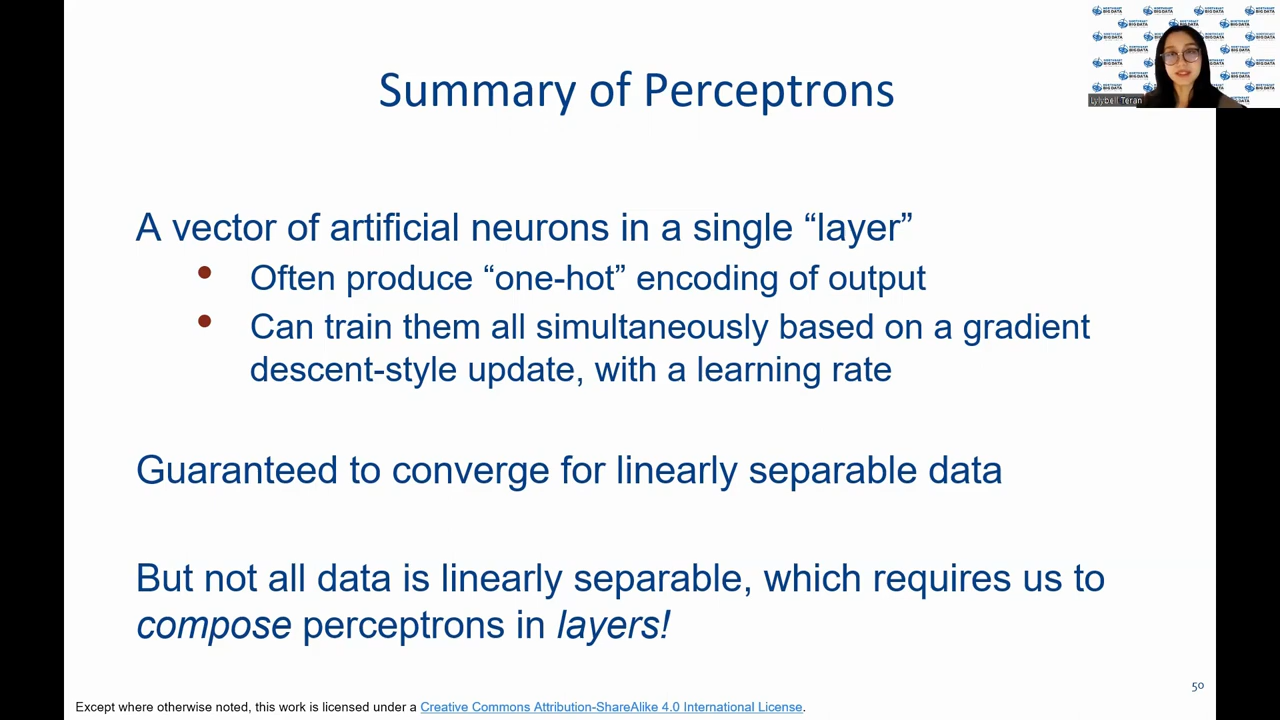 Summary of Perceptrons
Lylybell Teran
A vector of artificial neurons in a single “layer”
• Often produce “one-hot” encoding of output
• Can train them all simultaneously based on a gradient
descent-style update, with a learning rate
Guaranteed to converge for linearly separable data
But not all data is linearly separable, which requires us to
compose perceptrons in layers!
50
Except where otherwise noted, this work is licensed under a Creative Commons Attribution-ShareAlike 4.0 International License.